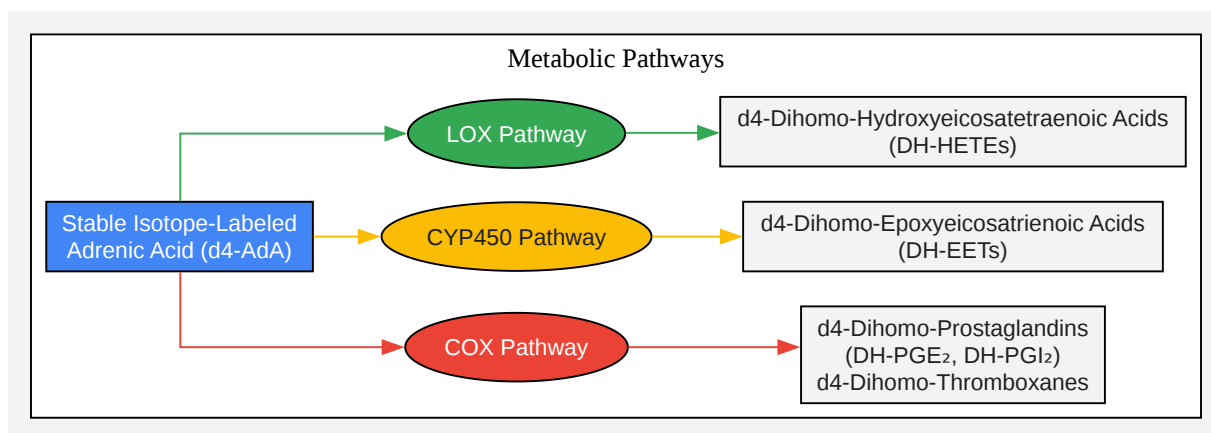 Metabolic Pathways
LOX Pathway
d4-Dihomo-Hydroxyeicosatetraenoic Acids
(DH-HETEs)
Stable Isotope-Labeled
Adrenic Acid (d4-AdA)
CYP450 Pathway
d4-Dihomo-Epoxyeicosatrienoic Acids
(DH-EETs)
COX Pathway
d4-Dihomo-Prostaglandins
(DH-PGE₂, DH-PGI₂)
d4-Dihomo-Thromboxanes